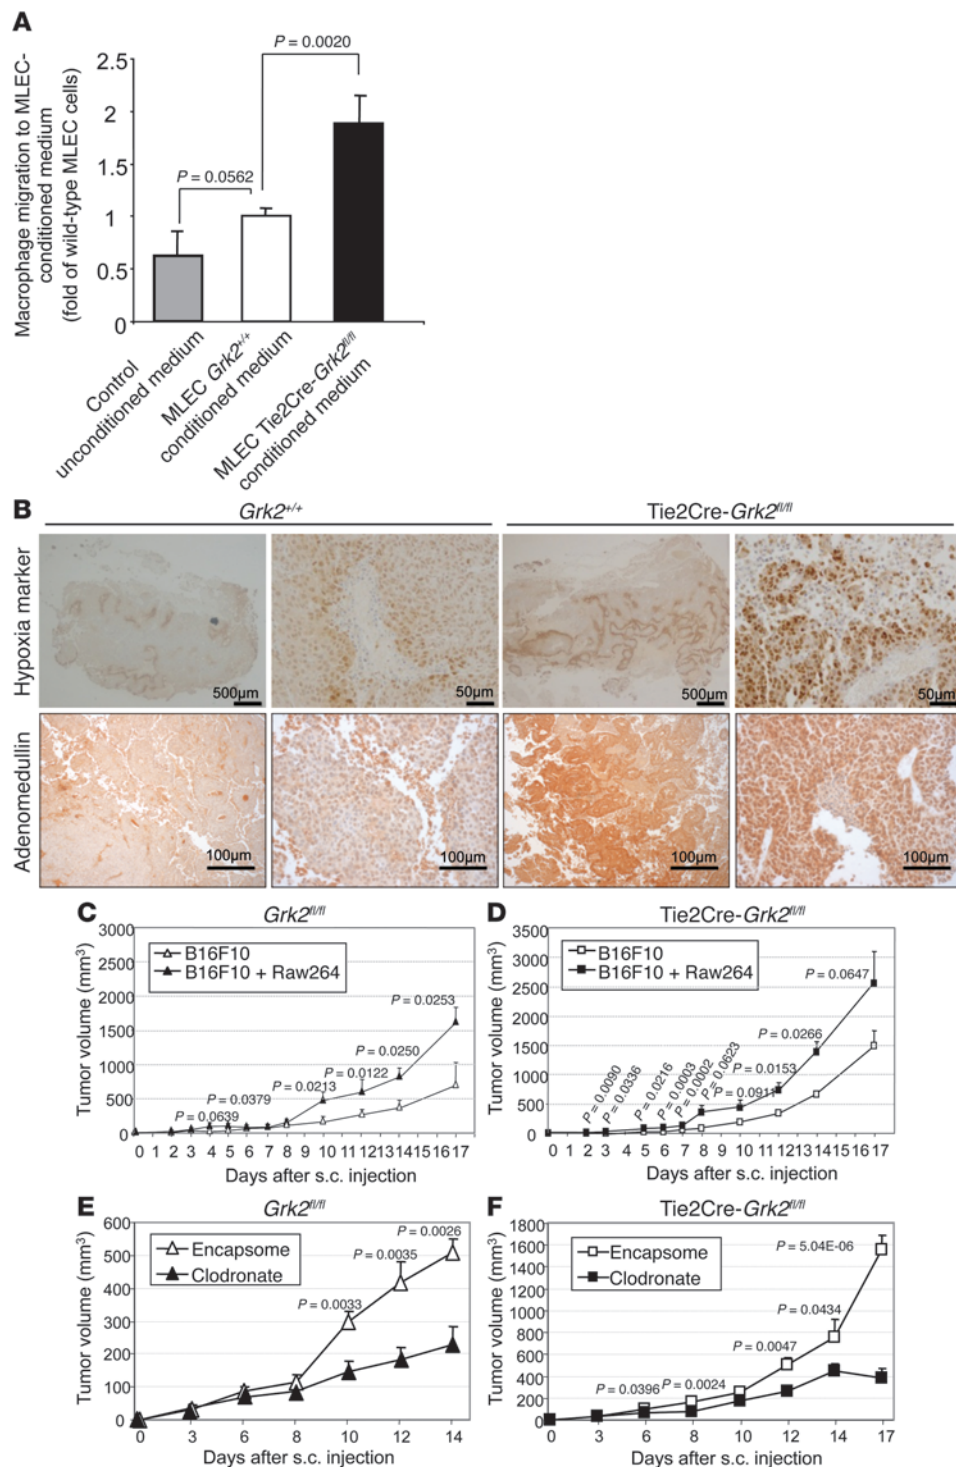 A
Macrophage migration to MLEC-
conditioned medium
(fold of wild-type MLEC cells)
P = 0.0020
P = 0.0562
2.5
2
1.5
1
0.5
0
Control
unconditioned medium
MLEC Grk2+/+
conditioned medium
MLEC Tie2Cre-Grk2fl/fl
conditioned medium
B
Grk2+/+
Tie2Cre-Grk2fl/fl
Hypoxia marker
500µm
50µm
500µm
50µm
Adenomedullin
100µm
100µm
100µm
100µm
C
Grk2fl/fl
Tumor volume (mm³)
3000
2500
2000
1500
1000
500
0
B16F10
B16F10 + Raw264
P = 0.0639
P = 0.0379
P = 0.0213
P = 0.0122
P = 0.0250
P = 0.0253
0 1 2 3 4 5 6 7 8 9 10 11 12 13 14 15 16 17
Days after s.c. injection
D
Tie2Cre-Grk2fl/fl
Tumor volume (mm³)
3500
3000
2500
2000
1500
1000
500
0
B16F10
B16F10 + Raw264
P = 0.0090
P = 0.0336
P = 0.0216
P = 0.0003
P = 0.0002
P = 0.0623
P = 0.0911
P = 0.0153
P = 0.0266
P = 0.0647
0 1 2 3 4 5 6 7 8 9 10 11 12 13 14 15 16 17
Days after s.c. injection
E
Grk2fl/fl
Tumor volume (mm³)
600
500
400
300
200
100
0
Encapsome
Clodronate
P = 0.0033
P = 0.0035
P = 0.0026
0 3 6 8 10 12 14
Days after s.c. injection
F
Tie2Cre-Grk2fl/fl
Tumor volume (mm³)
1800
1600
1400
1200
1000
800
600
400
200
0
Encapsome
Clodronate
P = 0.0396
P = 0.0024
P = 0.0047
P = 0.0434
P = 5.04E-06
0 3 6 8 10 12 14 17
Days after s.c. injection